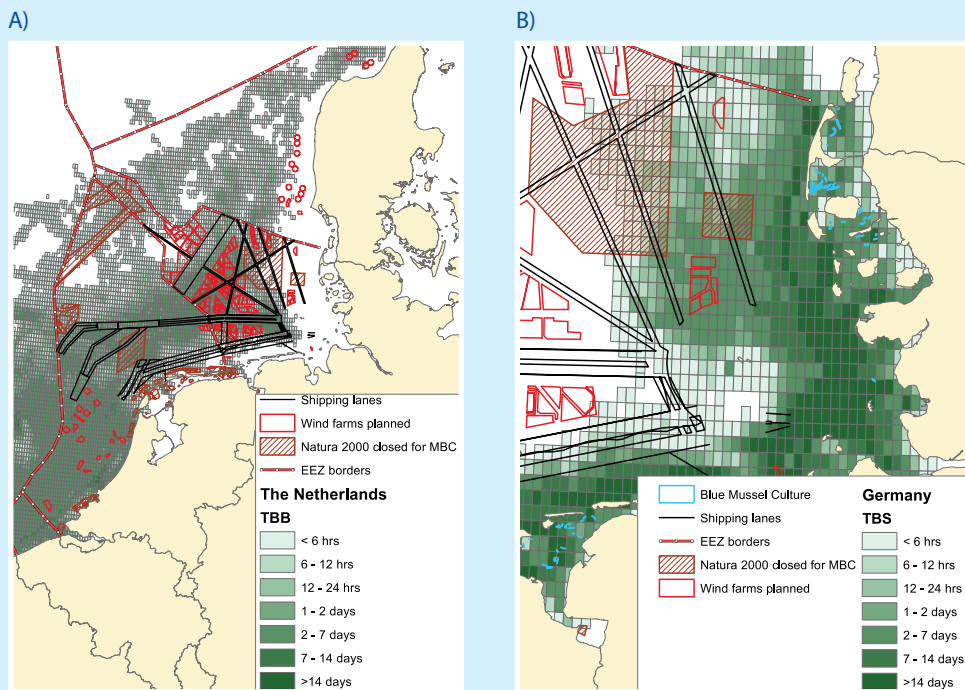 A)
B)
Shipping lanes
Wind farms planned
Natura 2000 closed for MBC
EEZ borders
The Netherlands
TBB
< 6 hrs
6 - 12 hrs
12 - 24 hrs
1 - 2 days
2 - 7 days
7 - 14 days
>14 days
Blue Mussel Culture
Shipping lanes
EEZ borders
Natura 2000 closed for MBC
Wind farms planned
Germany
TBS
< 6 hrs
6 - 12 hrs
12 - 24 hrs
1 - 2 days
2 - 7 days
7 - 14 days
>14 days